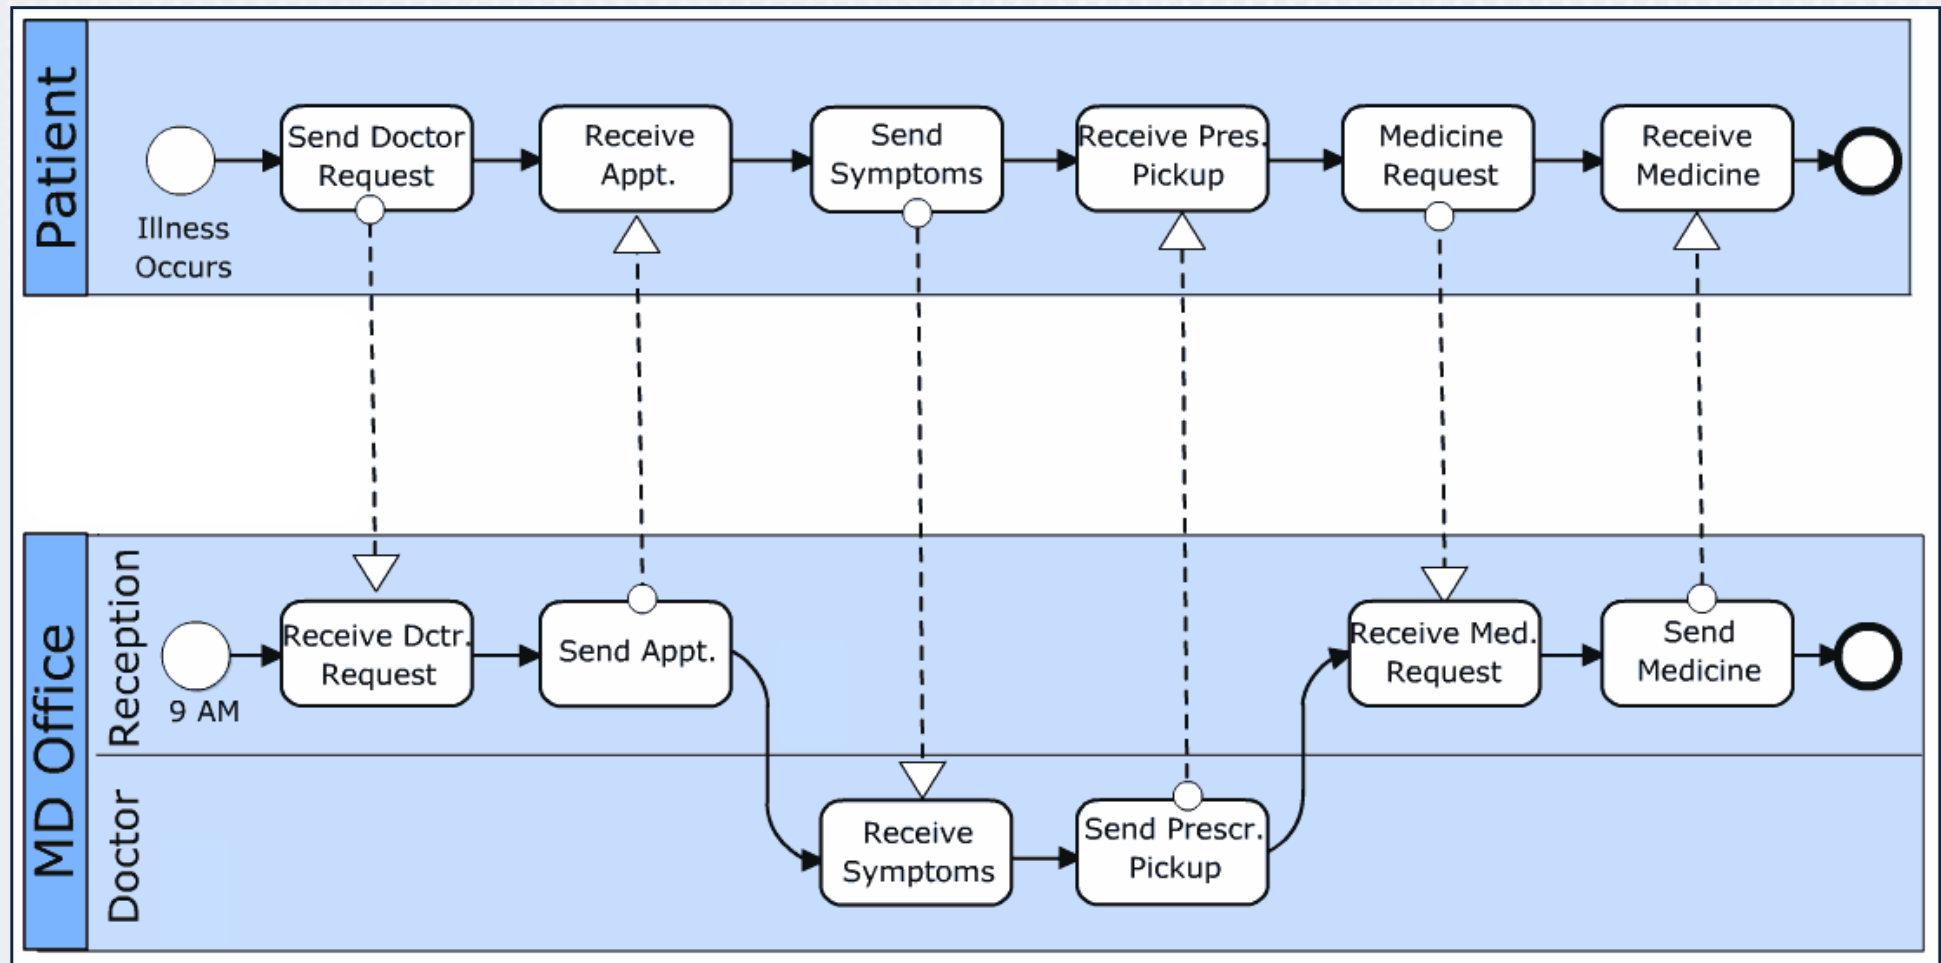 Patient
Illness
Occurs
Send Doctor
Request
Receive
Appt.
Send
Symptoms
Receive Pres.
Pickup
Medicine
Request
Receive
Medicine
MD Office
Reception
9 AM
Receive Dctr.
Request
Send Appt.
Receive Med.
Request
Send
Medicine
Doctor
Receive
Symptoms
Send Prescr.
Pickup